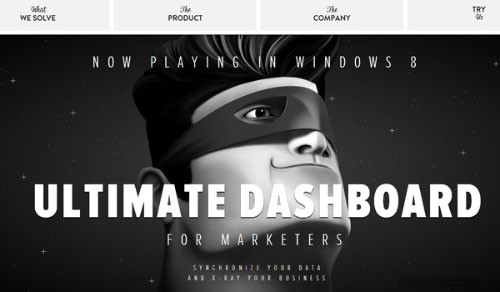 What
WE SOLVE
The
PRODUCT
The
COMPANY
TRY
Us
NOW PLAYING IN WINDOWS 8
ULTIMATE DASHBOARD
FOR MARKETERS
SYNCHRONIZE YOUR DATA
AND X-RAY YOUR BUSINESS